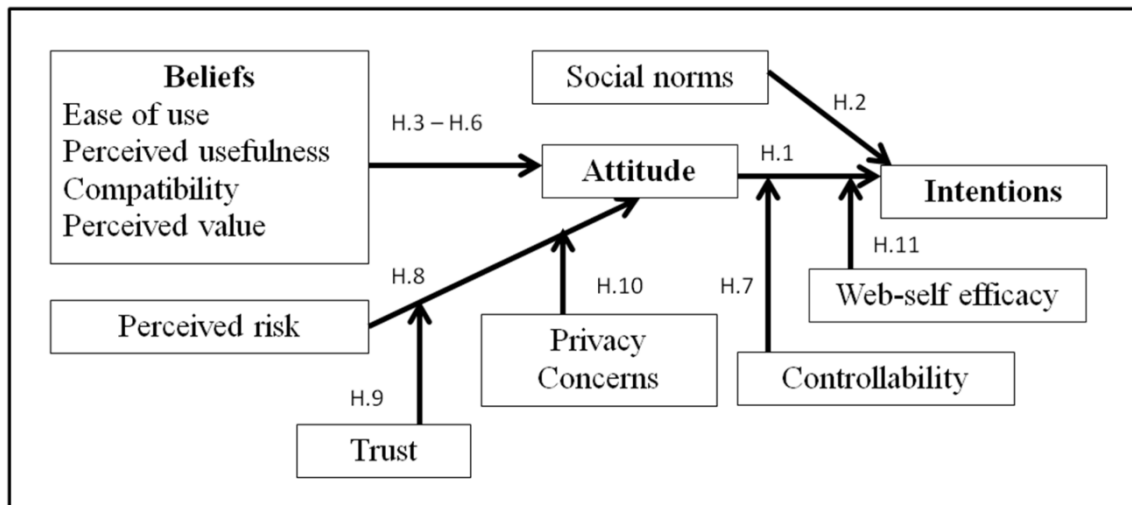 Beliefs
Ease of use
Perceived usefulness
Compatibility
Perceived value
Social norms
H.3 – H.6
H.2
Attitude
H.1
Intentions
H.8
H.10
H.7
H.11
Web-self efficacy
Perceived risk
Privacy
Concerns
Controllability
H.9
Trust